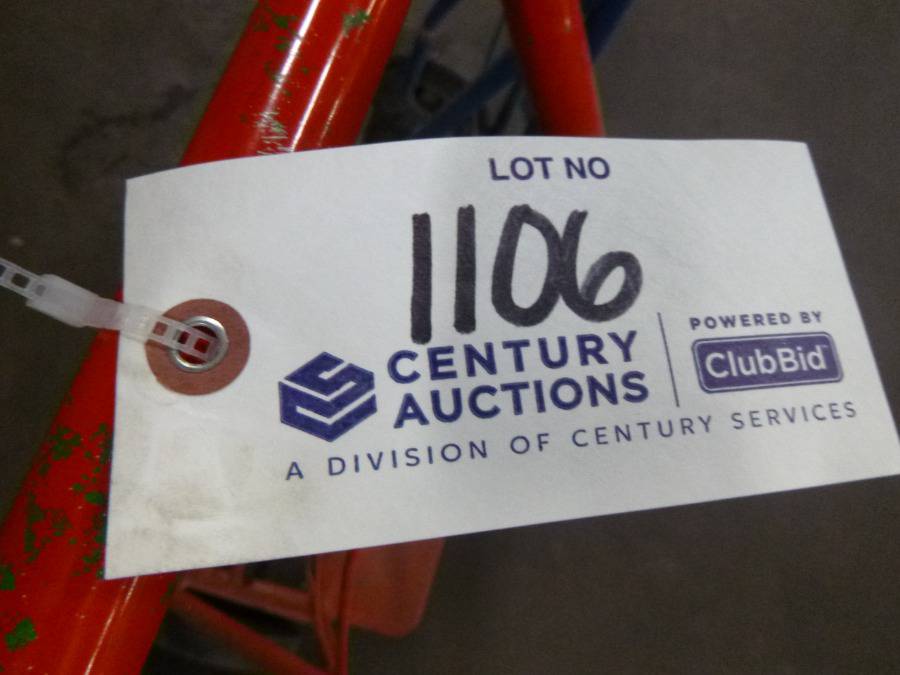 LOT NO
1106
CENTURY
AUCTIONS
POWERED BY
ClubBid
A DIVISION OF CENTURY SERVICES